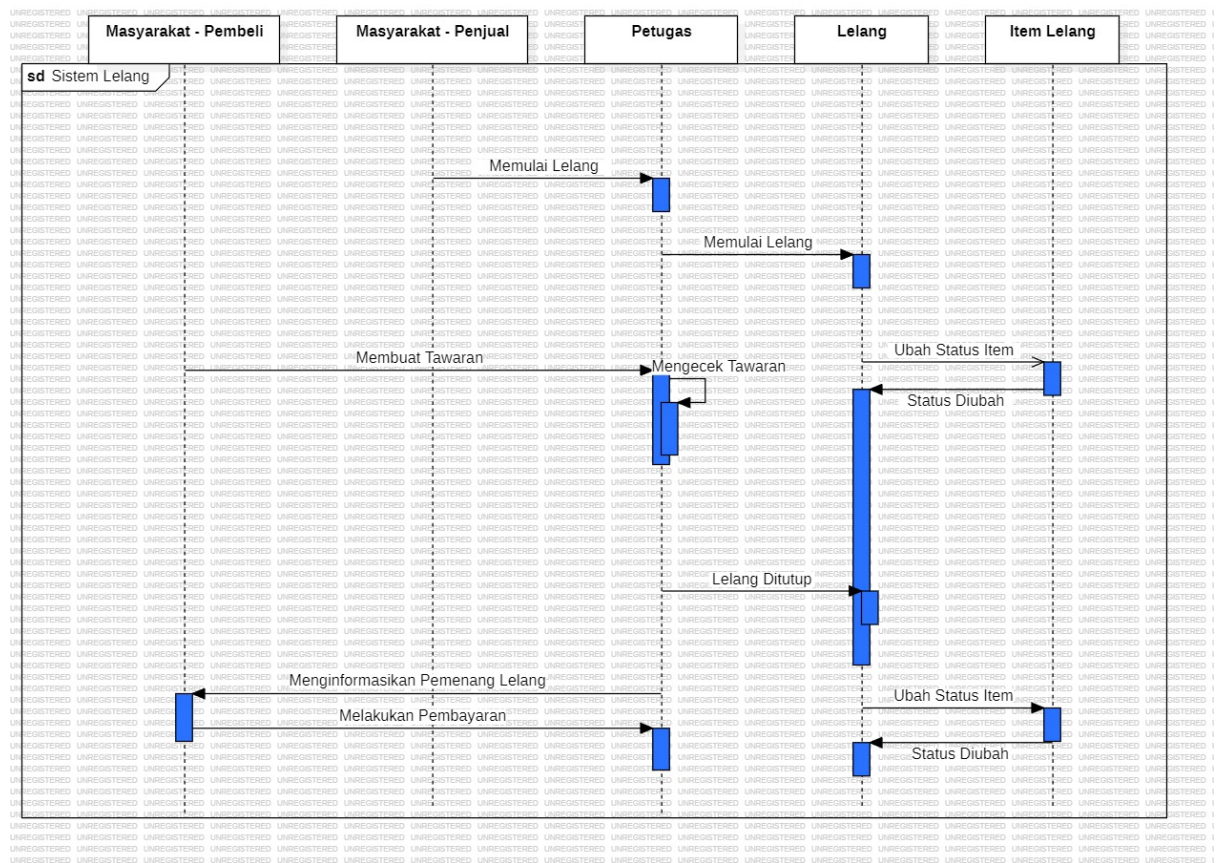 Masyarakat - Pembeli
Masyarakat - Penjual
Petugas
Lelang
Item Lelang
sd Sistem Lelang
Memulai Lelang
Memulai Lelang
Ubah Status Item
Membuat Tawaran
Mengecek Tawaran
Status Diubah
Lelang Ditutup
Menginformasikan Pemenang Lelang
Ubah Status Item
Melakukan Pembayaran
Status Diubah
UNREGISTERED